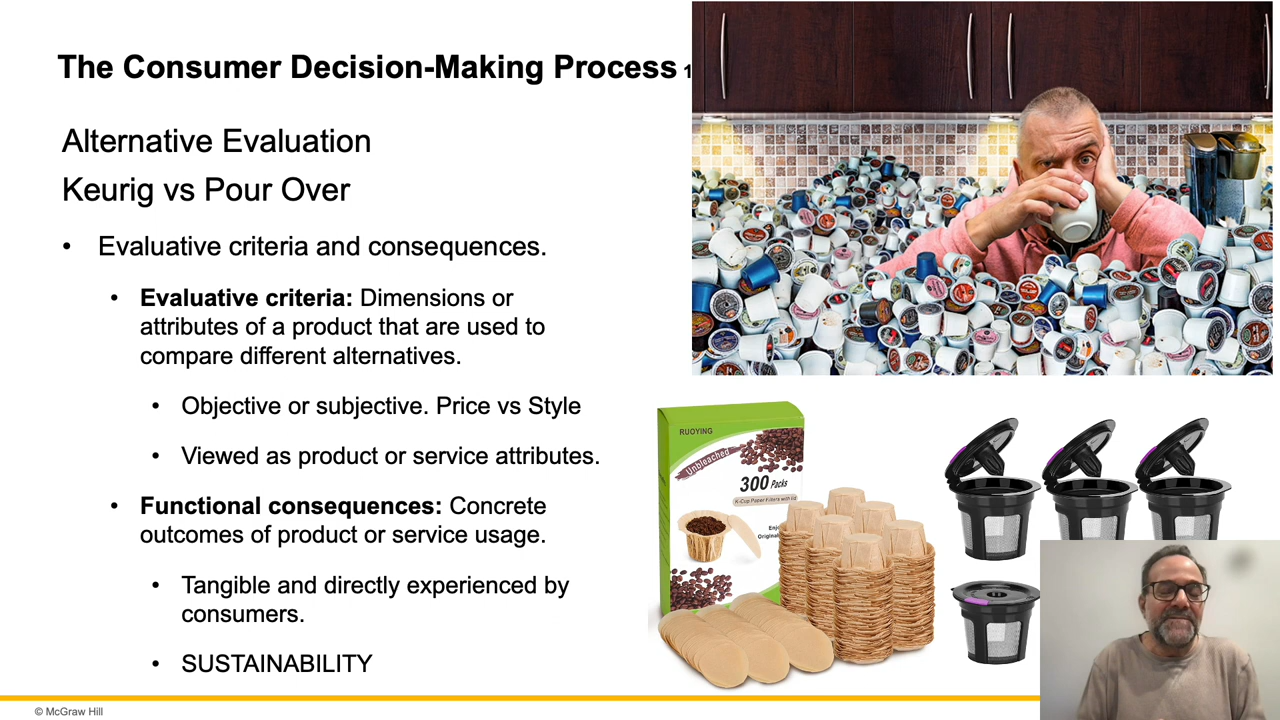 The Consumer Decision-Making Process 1
Alternative Evaluation
Keurig vs Pour Over
• Evaluative criteria and consequences.
• Evaluative criteria: Dimensions or
attributes of a product that are used to
compare different alternatives.
• Objective or subjective. Price vs Style
• Viewed as product or service attributes.
• Functional consequences: Concrete
outcomes of product or service usage.
• Tangible and directly experienced by
consumers.
• SUSTAINABILITY
© McGraw Hill
RUOYING
Unbleached
300 Packs
K-Cup Paper Filters with lid